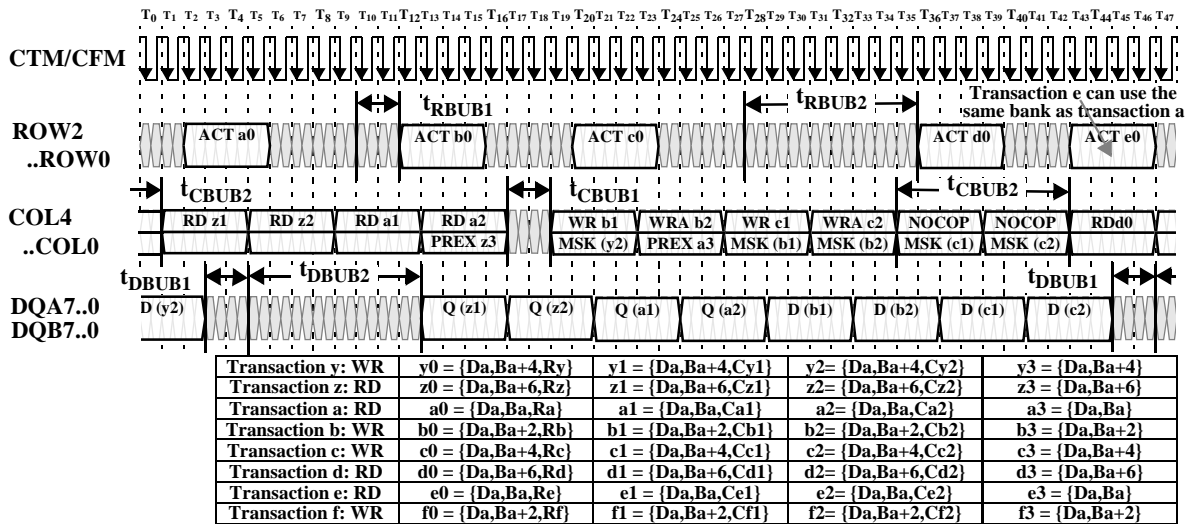 T0 T1 T2 T3 T4 T5 T6 T7 T8 T9 T10 T11 T12 T13 T14 T15 T16 T17 T18 T19 T20 T21 T22 T23 T24 T25 T26 T27 T28 T29 T30 T31 T32 T33 T34 T35 T36 T37 T38 T39 T40 T41 T42 T43 T44 T45 T46 T47
CTM/CFM
tRBUB1 tRBUB2 Transaction e can use the
same bank as transaction a
ROW2
..ROW0
ACT a0 ACT b0 ACT c0 ACT d0 ACT e0
tCBUB2 tCBUB1 tCBUB2
COL4
..COL0
RD z1 RD z2 RD a1 RD a2 WR b1 WRA b2 WR c1 WRA c2 NOCOP NOCOP RDd0
PREX z3 MSK (y2) PREX a3 MSK (b1) MSK (b2) MSK (c1) MSK (c2)
tDBUB1 tDBUB2 tDBUB1
DQA7..0
DQB7..0
D (y2) Q (z1) Q (z2) Q (a1) Q (a2) D (b1) D (b2) D (c1) D (c2)
Transaction y: WR y0 = {Da,Ba+4,Ry} y1 = {Da,Ba+4,Cy1} y2= {Da,Ba+4,Cy2} y3 = {Da,Ba+4}
Transaction z: RD z0 = {Da,Ba+6,Rz} z1 = {Da,Ba+6,Cz1} z2= {Da,Ba+6,Cz2} z3 = {Da,Ba+6}
Transaction a: RD a0 = {Da,Ba,Ra} a1 = {Da,Ba,Ca1} a2= {Da,Ba,Ca2} a3 = {Da,Ba}
Transaction b: WR b0 = {Da,Ba+2,Rb} b1 = {Da,Ba+2,Cb1} b2= {Da,Ba+2,Cb2} b3 = {Da,Ba+2}
Transaction c: WR c0 = {Da,Ba+4,Rc} c1 = {Da,Ba+4,Cc1} c2= {Da,Ba+4,Cc2} c3 = {Da,Ba+4}
Transaction d: RD d0 = {Da,Ba+6,Rd} d1 = {Da,Ba+6,Cd1} d2= {Da,Ba+6,Cd2} d3 = {Da,Ba+6}
Transaction e: RD e0 = {Da,Ba,Re} e1 = {Da,Ba,Ce1} e2= {Da,Ba,Ce2} e3 = {Da,Ba}
Transaction f: WR f0 = {Da,Ba+2,Rf} f1 = {Da,Ba+2,Cf1} f2= {Da,Ba+2,Cf2} f3 = {Da,Ba+2}